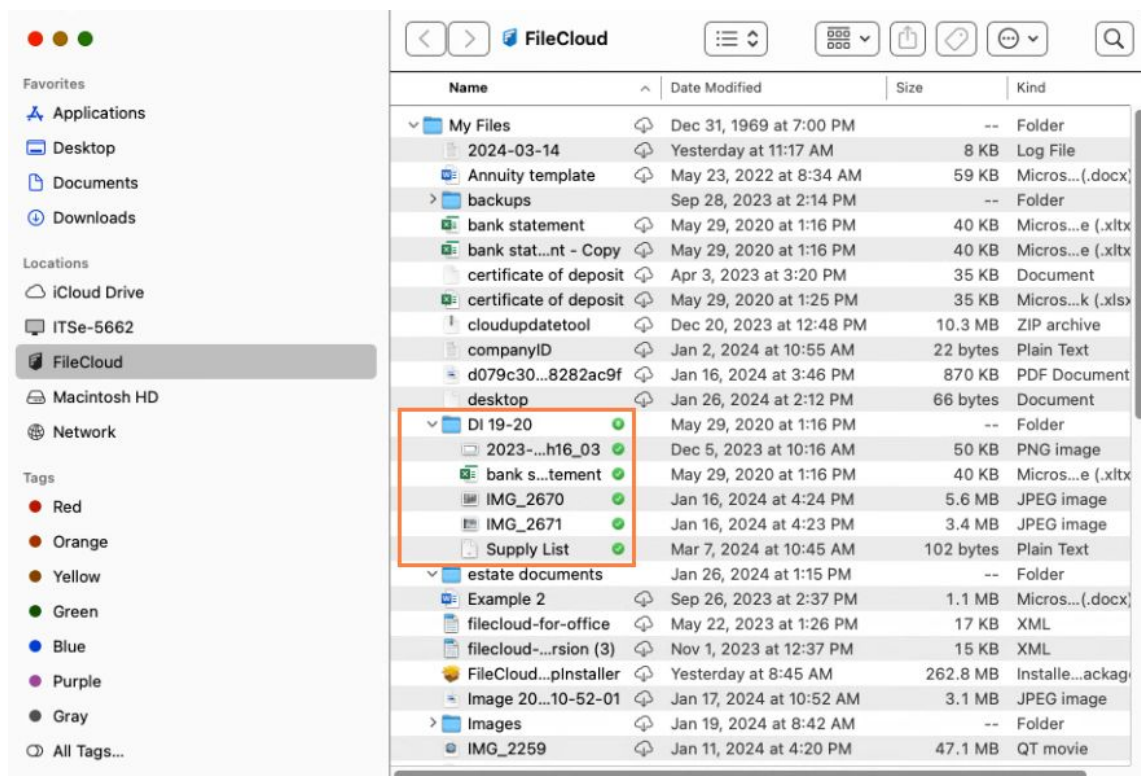 FileCloud
Favorites
Applications
Desktop
Documents
Downloads
Locations
iCloud Drive
ITSe-5662
FileCloud
Macintosh HD
Network
Tags
Red
Orange
Yellow
Green
Blue
Purple
Gray
All Tags...
Name Date Modified Size Kind
My Files Dec 31, 1969 at 7:00 PM -- Folder
2024-03-14 Yesterday at 11:17 AM 8 KB Log File
Annuity template May 23, 2022 at 8:34 AM 59 KB Micros...(.docx)
backups Sep 28, 2023 at 2:14 PM -- Folder
bank statement May 29, 2020 at 1:16 PM 40 KB Micros...e (.xltx
bank stat...nt - Copy May 29, 2020 at 1:16 PM 40 KB Micros...e (.xltx
certificate of deposit Apr 3, 2023 at 3:20 PM 35 KB Document
certificate of deposit May 29, 2020 at 1:25 PM 35 KB Micros...k (.xlsx
cloudupdatetool Dec 20, 2023 at 12:48 PM 10.3 MB ZIP archive
companyID Jan 2, 2024 at 10:55 AM 22 bytes Plain Text
d079c30...8282ac9f Jan 16, 2024 at 3:46 PM 870 KB PDF Document
desktop Jan 26, 2024 at 2:12 PM 66 bytes Document
DI 19-20 May 29, 2020 at 1:16 PM -- Folder
2023-...h16_03 Dec 5, 2023 at 10:16 AM 50 KB PNG image
bank s...tement May 29, 2020 at 1:16 PM 40 KB Micros...e (.xltx
IMG_2670 Jan 16, 2024 at 4:24 PM 5.6 MB JPEG image
IMG_2671 Jan 16, 2024 at 4:23 PM 3.4 MB JPEG image
Supply List Mar 7, 2024 at 10:45 AM 102 bytes Plain Text
estate documents Jan 26, 2024 at 1:15 PM -- Folder
Example 2 Sep 26, 2023 at 2:37 PM 1.1 MB Micros...(.docx)
filecloud-for-office May 22, 2023 at 1:26 PM 17 KB XML
filecloud-...rsion (3) Nov 1, 2023 at 12:37 PM 15 KB XML
FileCloud...pInstaller Yesterday at 8:45 AM 262.8 MB Installe...ackag
Image 20...10-52-01 Jan 17, 2024 at 10:52 AM 3.1 MB JPEG image
Images Jan 19, 2024 at 8:42 AM -- Folder
IMG_2259 Jan 11, 2024 at 4:20 PM 47.1 MB QT movie